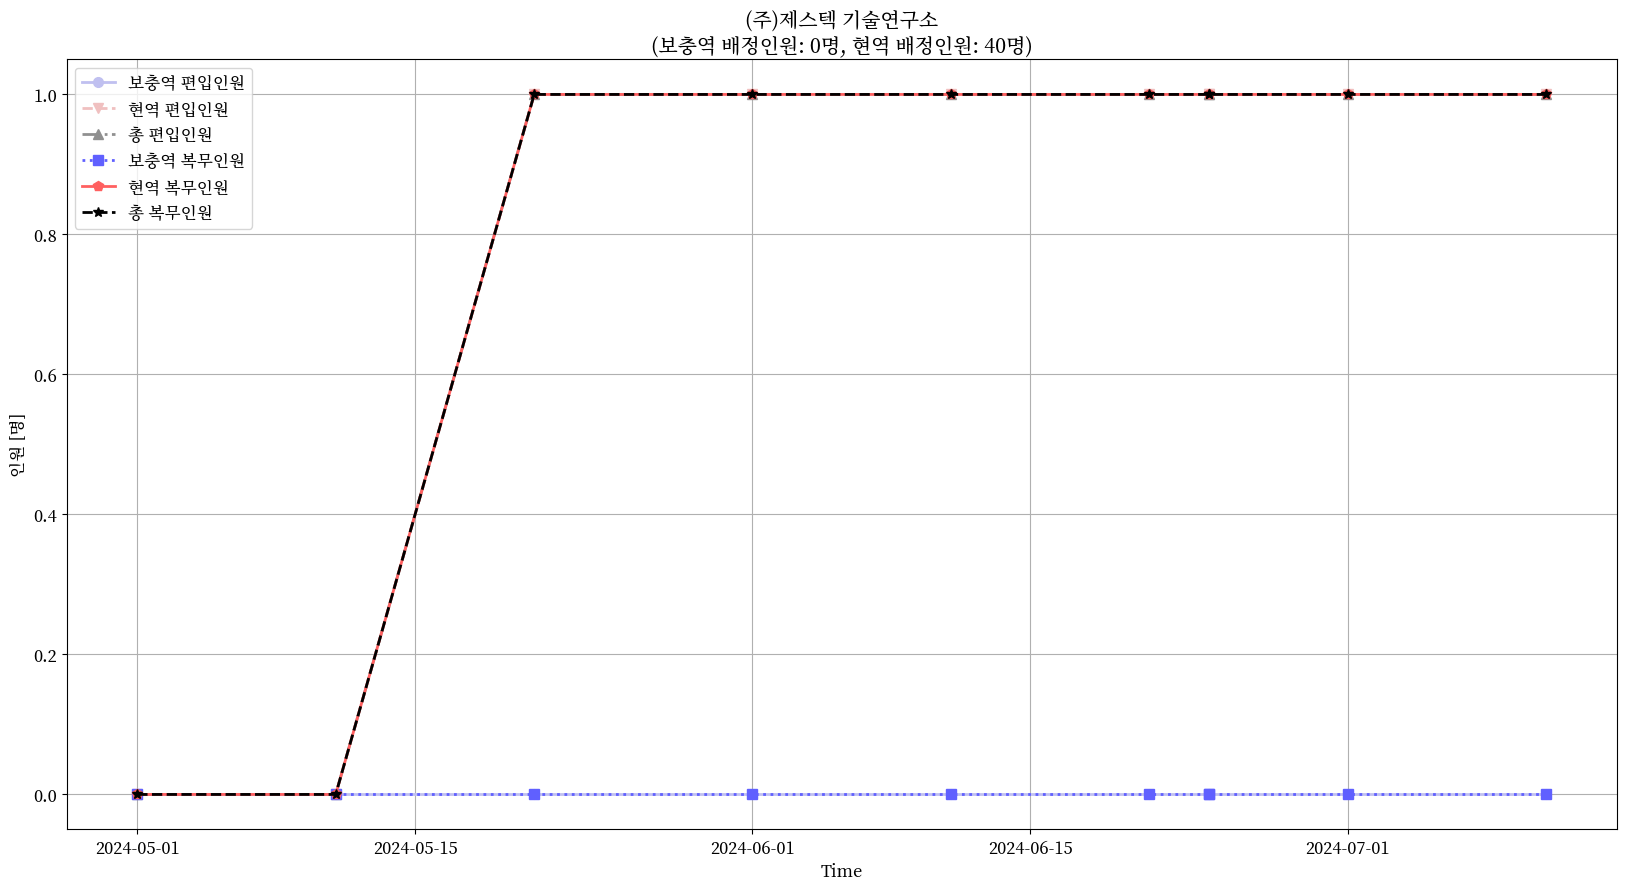 (주)제스텍 기술연구소
(보충역 배정인원: 0명, 현역 배정인원: 40명)
보충역 편입인원
현역 편입인원
총 편입인원
보충역 복무인원
현역 복무인원
총 복무인원
1.0
0.8
0.6
0.4
0.2
0.0
인원 [명]
2024-05-01 2024-05-15 2024-06-01 2024-06-15 2024-07-01
Time